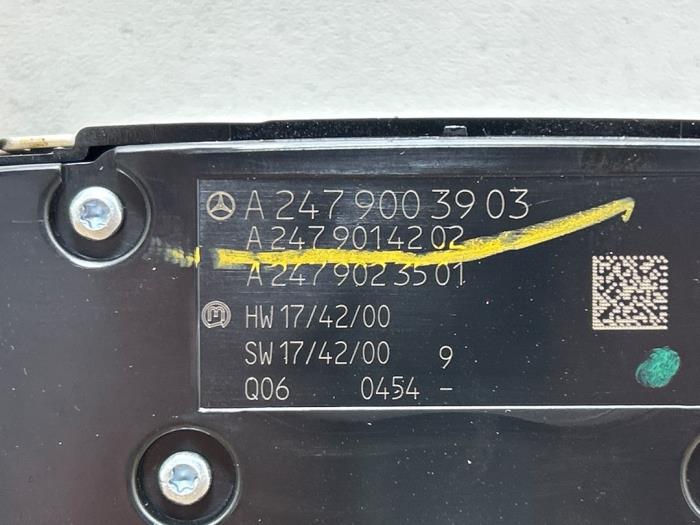 A 247 900 39 03
A 247 901 42 02
A 247 902 35 01
HW 17/42/00
SW 17/42/00 9
Q06 0454 -